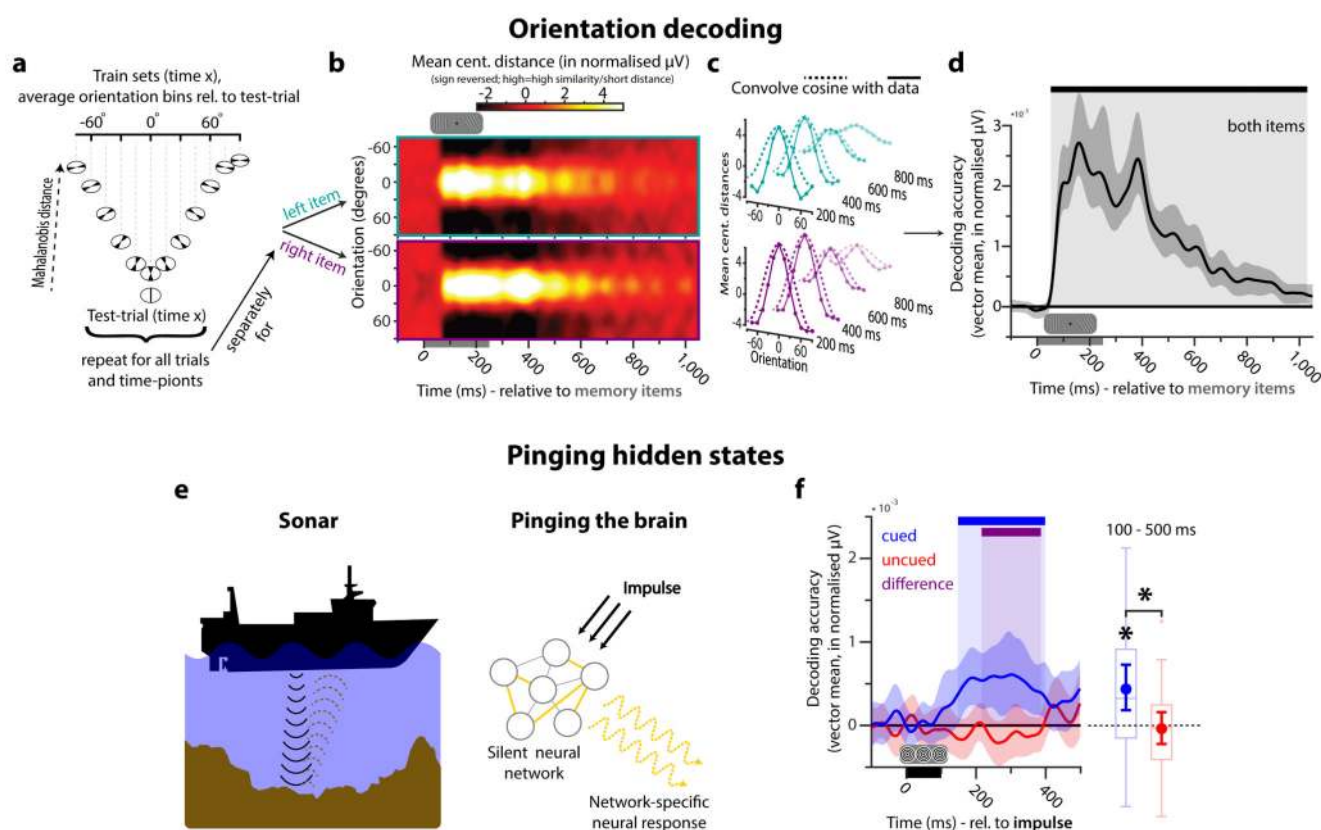 Orientation decoding
a
Train sets (time x),
average orientation bins rel. to test-trial
-60° 0° 60°
Mahalanobis distance
Test-trial (time x)
repeat for all trials
and time-pionts
separately
for
left item
right item
b
Mean cent. distance (in normalised µV)
(sign reversed; high=high similarity/short distance)
-2 0 2 4
Orientation (degrees)
-60
0
60
-60
0
60
0 200 400 600 800 1,000
Time (ms) - relative to memory items
c
Convolve cosine with data
Mean cent. distances
4
0
-4
-60 0 60
200 ms
400 ms
600 ms
800 ms
4
0
-4
-60 0 60
Orientation
200 ms
400 ms
600 ms
800 ms
d
Decoding accuracy
(vector mean, in normalised µV)
3
2
1
0
both items
0 200 400 600 800 1,000
Time (ms) - relative to memory items
Pinging hidden states
e
Sonar
Pinging the brain
Impulse
Silent neural
network
Network-specific
neural response
f
Decoding accuracy
(vector mean, in normalised µV)
* 10⁻³
2
1
0
cued
uncued
difference
100 - 500 ms
*
*
0 200 400
Time (ms) - rel. to impulse